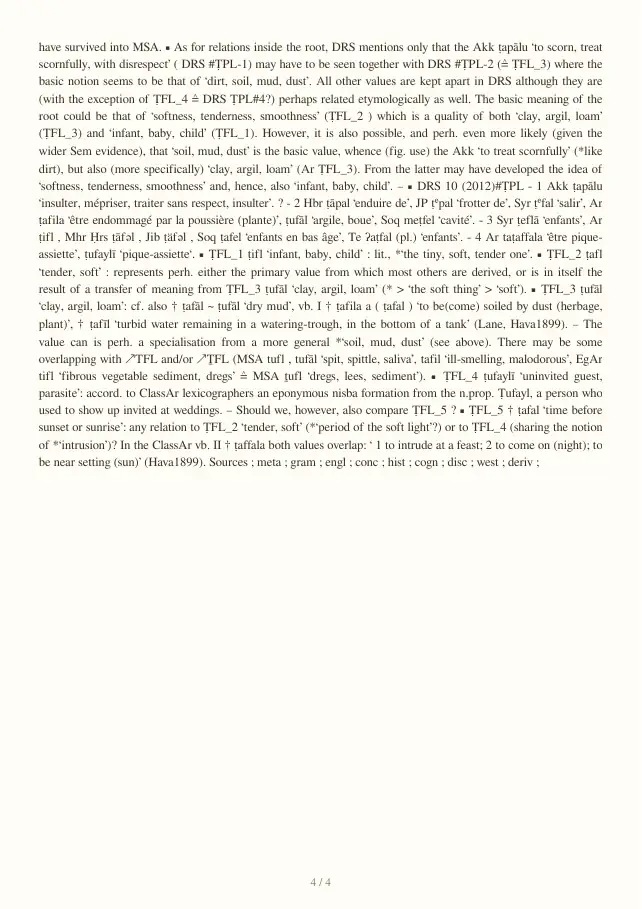 have survived into MSA. ▪ As for relations inside the root, DRS mentions only that the Akk ṭapālu ‘to scorn, treat
scornfully, with disrespect’ ( DRS #ṬPL-1) may have to be seen together with DRS #ṬPL-2 (≙ ṬFL_3) where the
basic notion seems to be that of ‘dirt, soil, mud, dust’. All other values are kept apart in DRS although they are
(with the exception of ṬFL_4 ≙ DRS ṬPL#4?) perhaps related etymologically as well. The basic meaning of the
root could be that of ‘softness, tenderness, smoothness’ (ṬFL_2 ) which is a quality of both ‘clay, argil, loam’
(ṬFL_3) and ‘infant, baby, child’ (ṬFL_1). However, it is also possible, and perh. even more likely (given the
wider Sem evidence), that ‘soil, mud, dust’ is the basic value, whence (fig. use) the Akk ‘to treat scornfully’ (*like
dirt), but also (more specifically) ‘clay, argil, loam’ (Ar ṬFL_3). From the latter may have developed the idea of
‘softness, tenderness, smoothness’ and, hence, also ‘infant, baby, child’. – ▪ DRS 10 (2012)#ṬPL - 1 Akk ṭapālu
‘insulter, mépriser, traiter sans respect, insulter’. ? - 2 Hbr ṭāpal ‘enduire de’, JP ṭᵉpal ‘frotter de’, Syr ṭᵉfal ‘salir’, Ar
ṭafila ‘être endommagé par la poussière (plante)’, ṭufāl ‘argile, boue’, Soq meṭfel ‘cavité’. - 3 Syr ṭeflā ‘enfants’, Ar
ṭifl , Mhr Ḥrs ṭāfəl , Jib ṭāfəl , Soq ṭafel ‘enfants en bas âge’, Te ʔaṭfal (pl.) ‘enfants’. - 4 Ar taṭaffala ‘être pique-
assiette’, ṭufaylī ‘pique-assiette‘. ▪ ṬFL_1 ṭifl ‘infant, baby, child’ : lit., *‘the tiny, soft, tender one’. ▪ ṬFL_2 ṭafl
‘tender, soft’ : represents perh. either the primary value from which most others are derived, or is in itself the
result of a transfer of meaning from ṬFL_3 ṭufāl ‘clay, argil, loam’ (* > ‘the soft thing’ > ‘soft’). ▪ ṬFL_3 ṭufāl
‘clay, argil, loam’: cf. also † ṭafāl ~ ṭufāl ‘dry mud’, vb. I † ṭafila a ( ṭafal ) ‘to be(come) soiled by dust (herbage,
plant)’, † ṭafīl ‘turbid water remaining in a watering-trough, in the bottom of a tank’ (Lane, Hava1899). – The
value can is perh. a specialisation from a more general *‘soil, mud, dust’ (see above). There may be some
overlapping with ↗TFL and/or ↗ṮFL (MSA tufl , tufāl ‘spit, spittle, saliva’, tafil ‘ill-smelling, malodorous’, EgAr
tifl ‘fibrous vegetable sediment, dregs’ ≙ MSA ṯufl ‘dregs, lees, sediment’). ▪ ṬFL_4 ṭufaylī ‘uninvited guest,
parasite’: accord. to ClassAr lexicographers an eponymous nisba formation from the n.prop. Tufayl, a person who
used to show up invited at weddings. – Should we, however, also compare ṬFL_5 ? ▪ ṬFL_5 † ṭafal ‘time before
sunset or sunrise’: any relation to ṬFL_2 ‘tender, soft’ (*‘period of the soft light’?) or to ṬFL_4 (sharing the notion
of *‘intrusion’)? In the ClassAr vb. II † ṭaffala both values overlap: ‘ 1 to intrude at a feast; 2 to come on (night); to
be near setting (sun)’ (Hava1899). Sources ; meta ; gram ; engl ; conc ; hist ; cogn ; disc ; west ; deriv ;
4 / 4